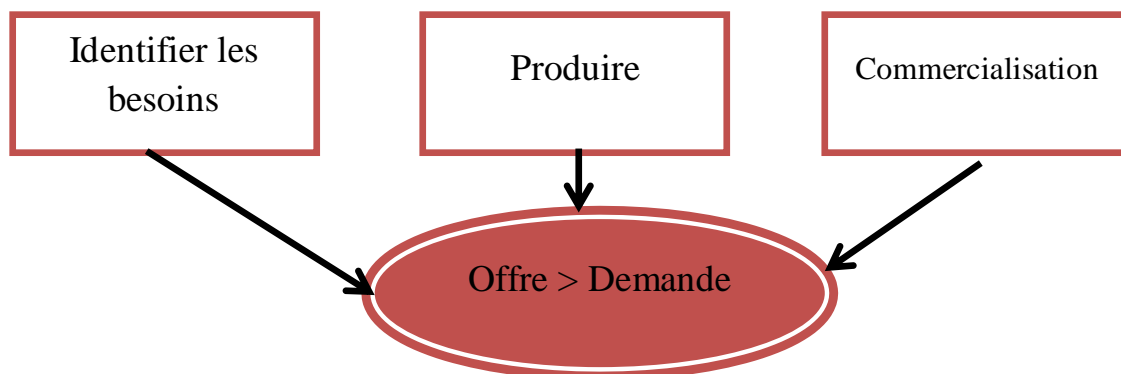 Identifier les
besoins
Produire
Commercialisation
Offre > Demande